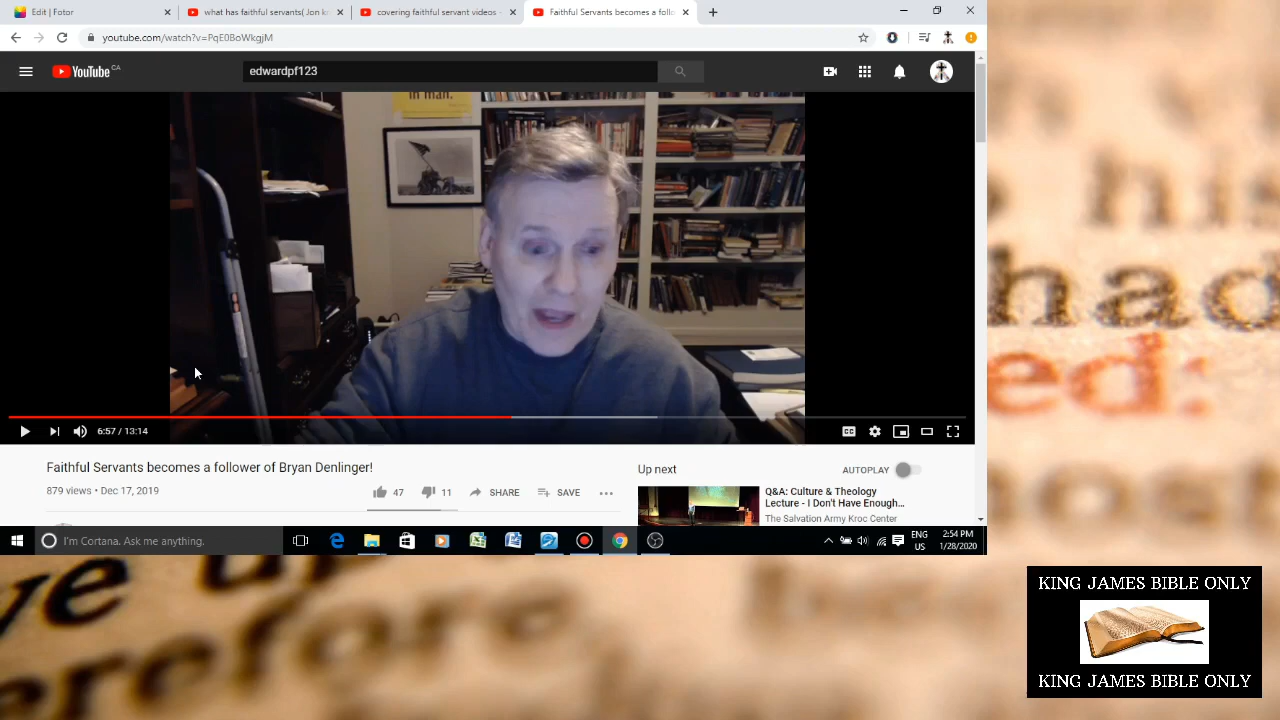 Edit | Fotor
what has faithful servants( Jon k
covering faithful servant videos -
Faithful Servants becomes a follo
youtube.com/watch?v=PqE0BoWkgjM
YouTube CA
edwardpf123
6:57 / 13:14
CC
Faithful Servants becomes a follower of Bryan Denlinger!
879 views • Dec 17, 2019
47
11
SHARE
SAVE
Up next
AUTOPLAY
Q&A: Culture & Theology
Lecture - I Don't Have Enough...
The Salvation Army Kroc Center
I'm Cortana. Ask me anything.
ENG
US
2:54 PM
1/28/2020
his
had
ed:
KING JAMES BIBLE ONLY
KING JAMES BIBLE ONLY